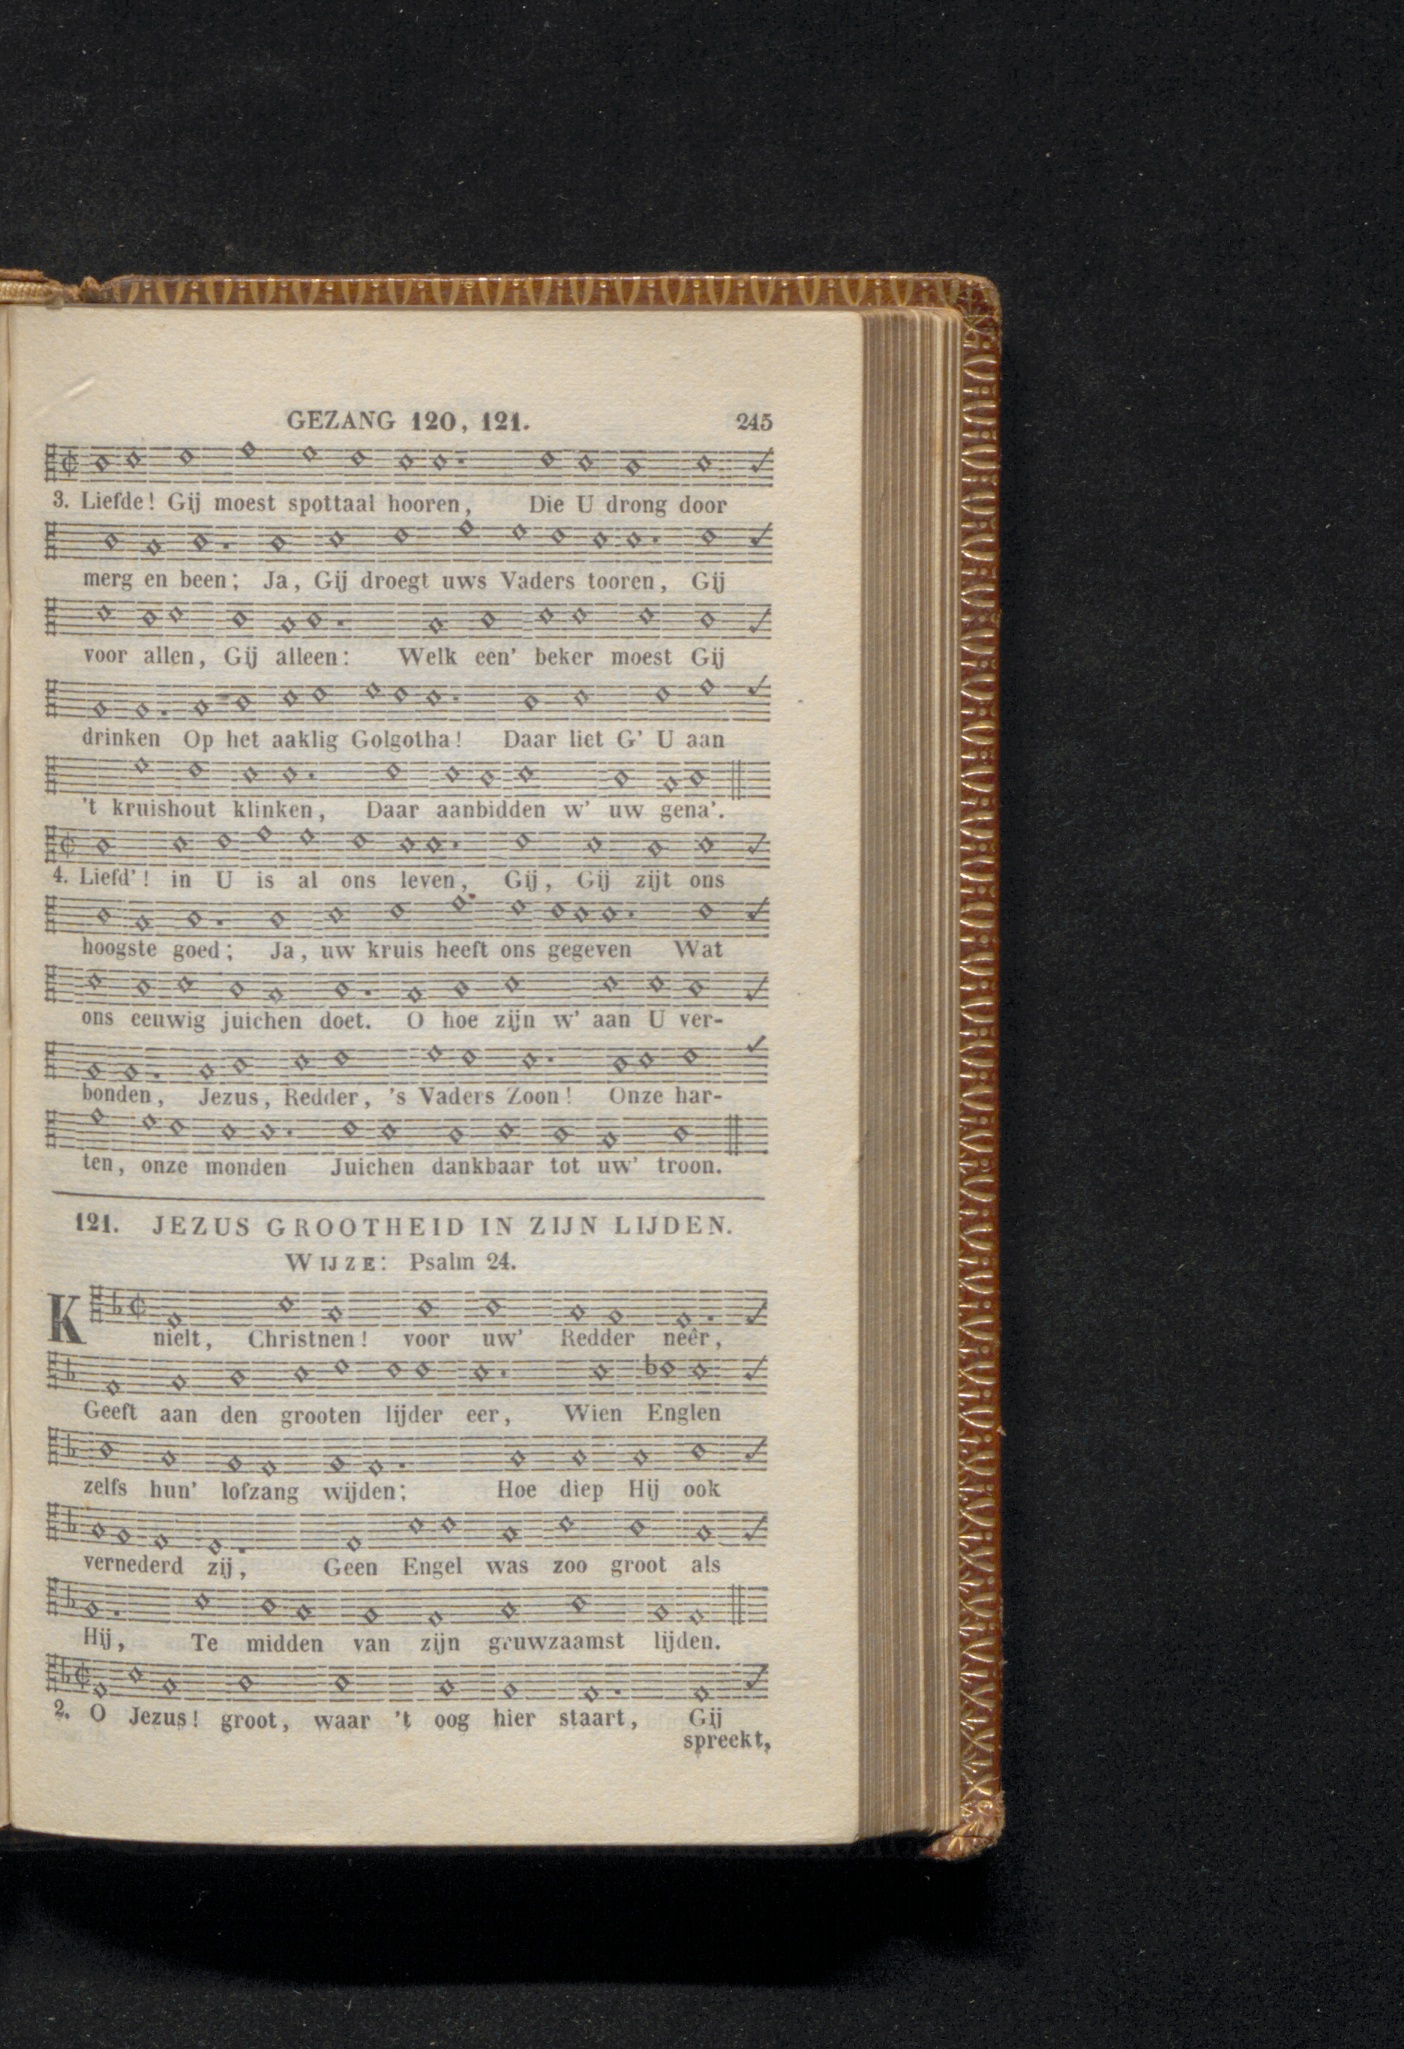 GEZANG 120, 121. 245
3. Liefde! Gij moest spottaal hooren, Die U drong door
merg en been; Ja, Gij droegt uws Vaders tooren, Gij
voor allen, Gij alleen: Welk een' beker moest Gij
drinken Op het aaklig Golgotha! Daar liet G' U aan
't kruishout klinken, Daar aanbidden w' uw gena'.
4. Liefd'! in U is al ons leven, Gij, Gij zijt ons
hoogste goed; Ja, uw kruis heeft ons gegeven Wat
ons eeuwig juichen doet. O hoe zijn w' aan U ver-
bonden, Jezus, Redder, 's Vaders Zoon! Onze har-
ten, onze monden Juichen dankbaar tot uw' troon.
121. JEZUS GROOTHEID IN ZIJN LIJDEN.
WIJZE: Psalm 24.
Knielt, Christnen! voor uw' Redder neêr,
Geeft aan den grooten lijder eer, Wien Englen
zelfs hun' lofzang wijden; Hoe diep Hij ook
vernederd zij, Geen Engel was zoo groot als
Hij, Te midden van zijn gruwzaamst lijden.
2. O Jezus! groot, waar 't oog hier staart, Gij
spreekt,